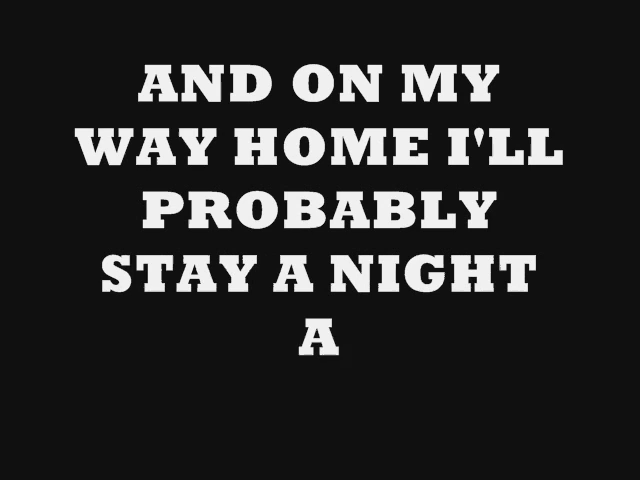 AND ON MY
WAY HOME I'LL
PROBABLY
STAY A NIGHT
A